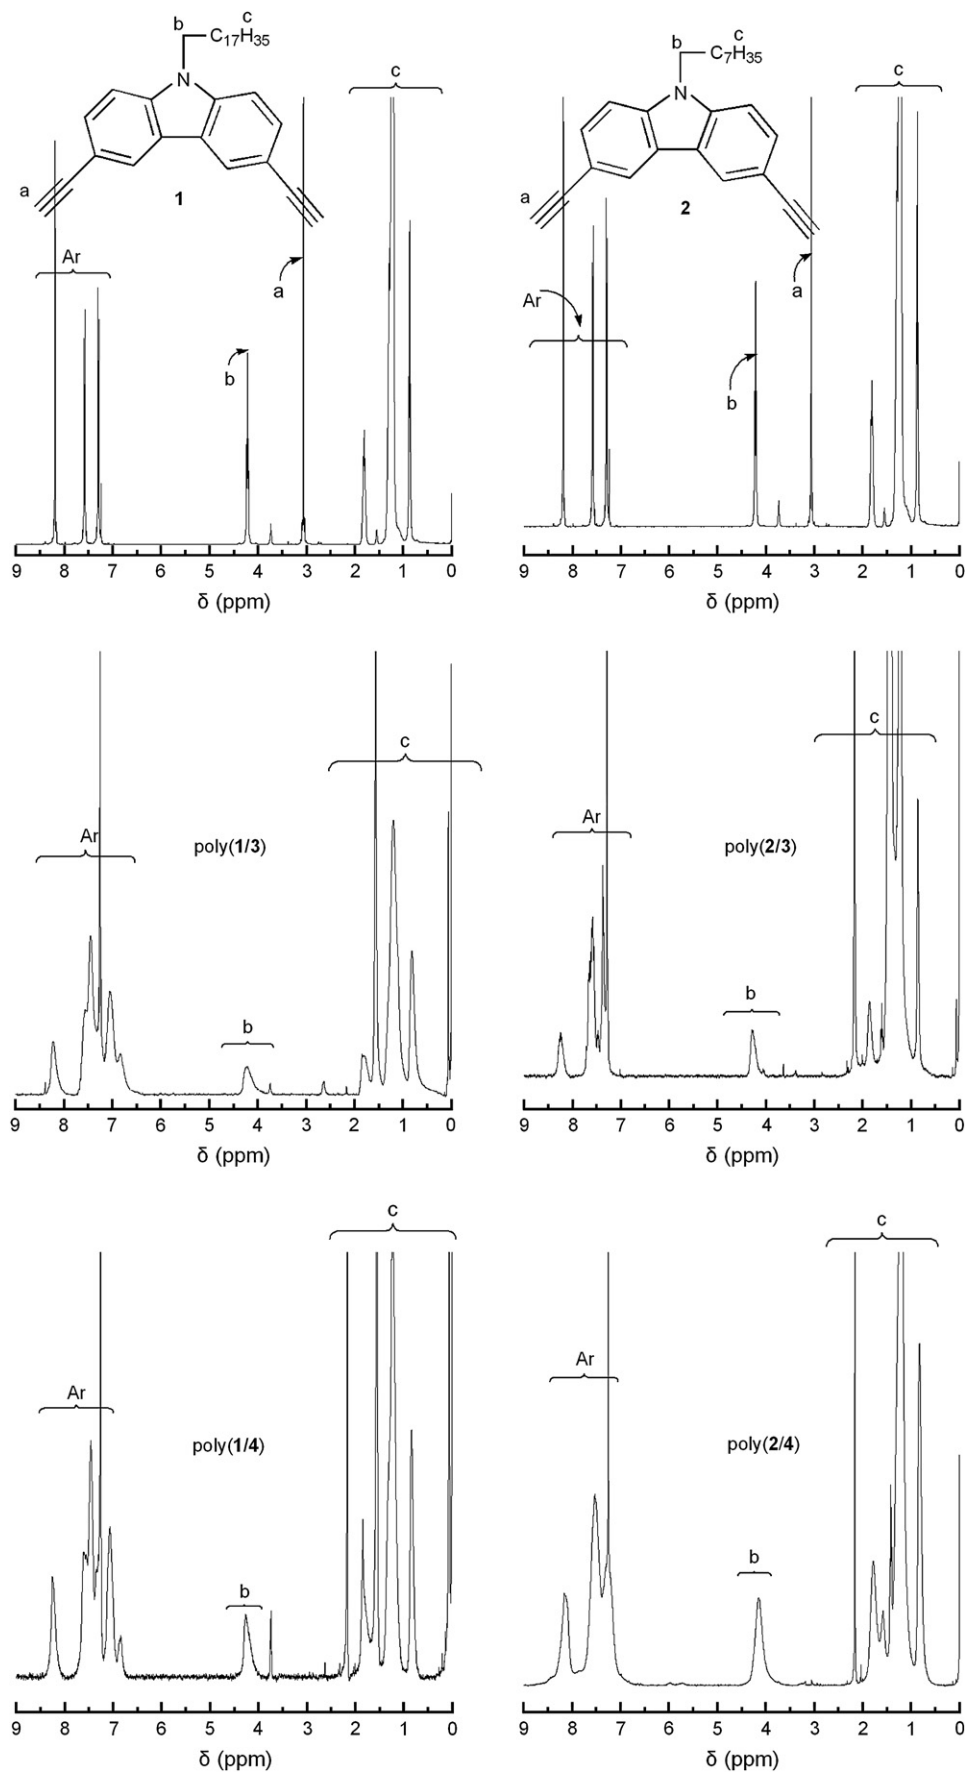 c
b
C17H35
N
a
1
Ar
a
b
c
9 8 7 6 5 4 3 2 1 0
δ (ppm)
c
b
C7H35
N
a
2
Ar
a
b
c
9 8 7 6 5 4 3 2 1 0
δ (ppm)
c
Ar
poly(1/3)
b
9 8 7 6 5 4 3 2 1 0
δ (ppm)
c
Ar
poly(2/3)
b
9 8 7 6 5 4 3 2 1 0
δ (ppm)
c
Ar
poly(1/4)
b
9 8 7 6 5 4 3 2 1 0
δ (ppm)
c
Ar
poly(2/4)
b
9 8 7 6 5 4 3 2 1 0
δ (ppm)